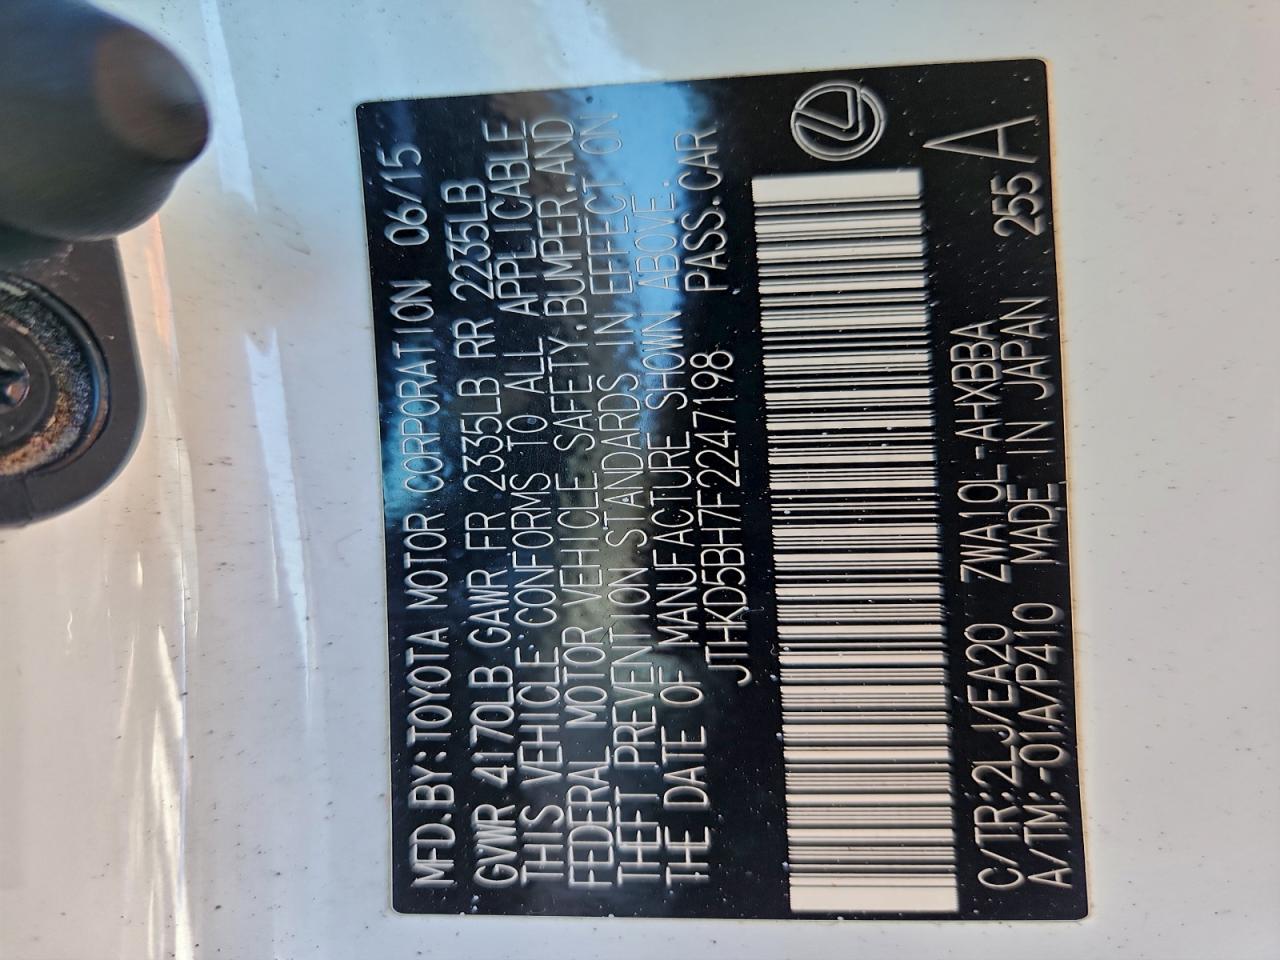 MFD.BY:TOYOTA MOTOR CORPORATION 06/15
GVWR 4170LB GAWR FR 2335LB RR 2235LB
THIS VEHICLE CONFORMS TO ALL APPLICABLE
FEDERAL MOTOR VEHICLE SAFETY,BUMPER,AND
THEFT PREVENTION STANDARDS IN EFFECT ON
THE DATE OF MANUFACTURE SHOWN ABOVE.
JTHKD5BH7F2247198 PASS.CAR
C/TR:2LJ/EA20 ZWA10L-AHXBBA
A/TM:-01A/P410 MADE IN JAPAN 255 A